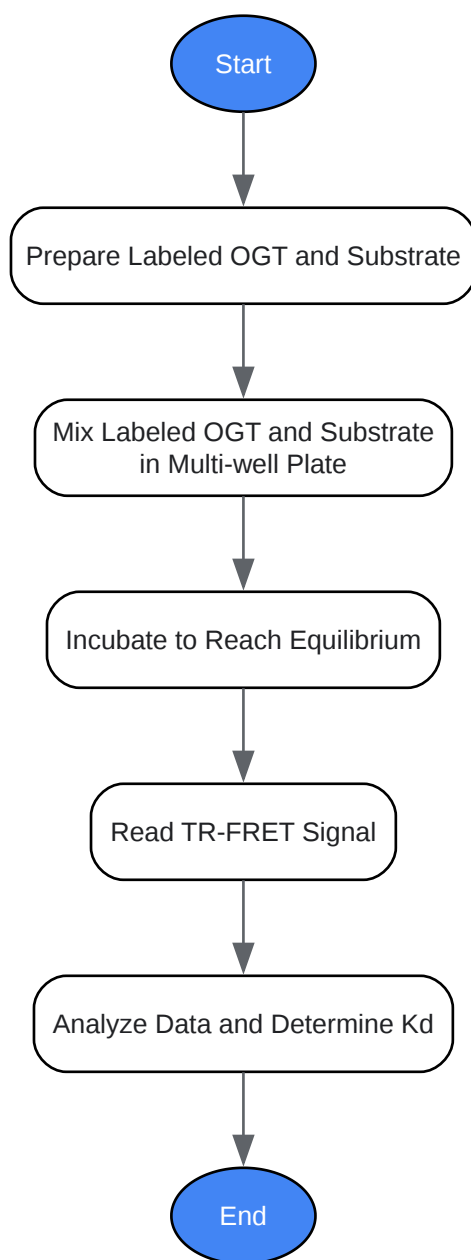 Start
Prepare Labeled OGT and Substrate
Mix Labeled OGT and Substrate
in Multi-well Plate
Incubate to Reach Equilibrium
Read TR-FRET Signal
Analyze Data and Determine Kd
End